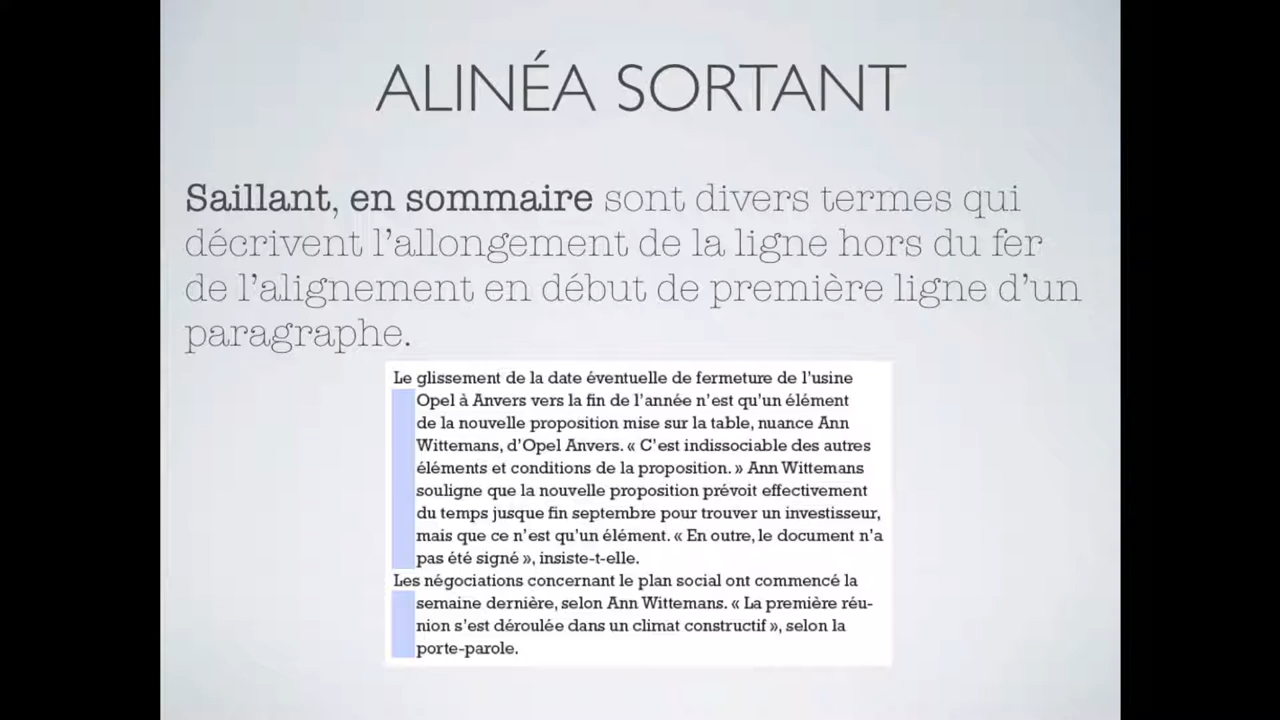 ALINÉA SORTANT
Saillant, en sommaire sont divers termes qui
décrivent l’allongement de la ligne hors du fer
de l’alignement en début de première ligne d’un
paragraphe.
Le glissement de la date éventuelle de fermeture de l’usine
Opel à Anvers vers la fin de l’année n’est qu’un élément
de la nouvelle proposition mise sur la table, nuance Ann
Wittemans, d’Opel Anvers. « C’est indissociable des autres
éléments et conditions de la proposition. » Ann Wittemans
souligne que la nouvelle proposition prévoit effectivement
du temps jusque fin septembre pour trouver un investisseur,
mais que ce n’est qu’un élément. « En outre, le document n’a
pas été signé », insiste-t-elle.
Les négociations concernant le plan social ont commencé la
semaine dernière, selon Ann Wittemans. « La première réu-
nion s’est déroulée dans un climat constructif », selon la
porte-parole.